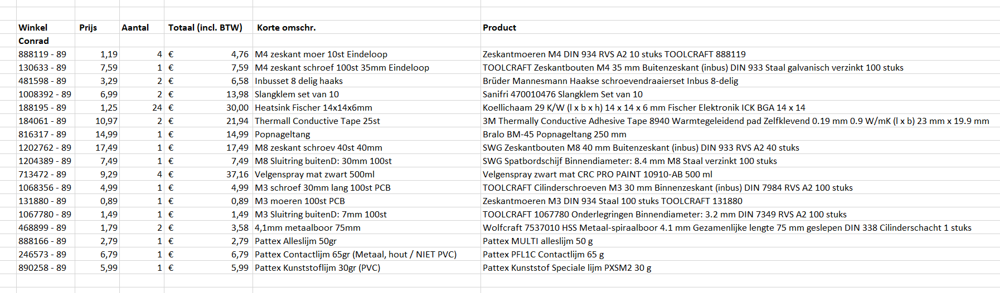 Winkel Prijs Aantal Totaal (incl. BTW) Korte omschr. Product
Conrad
888119 - 89 1,19 4 € 4,76 M4 zeskant moer 10st Eindeloop Zeskantmoeren M4 DIN 934 RVS A2 10 stuks TOOLCRAFT 888119
130633 - 89 7,59 1 € 7,59 M4 zeskant schroef 100st 35mm Eindeloop TOOLCRAFT Zeskantbouten M4 35 mm Buitenzeskant (inbus) DIN 933 Staal galvanisch verzinkt 100 stuks
481598 - 89 3,29 2 € 6,58 Inbusset 8 delig haaks Brüder Mannesmann Haakse schroevendraaierset Inbus 8-delig
1008392 - 89 6,99 2 € 13,98 Slangklem set van 10 Sanifri 470010476 Slangklem Set van 10
188195 - 89 1,25 24 € 30,00 Heatsink Fischer 14x14x6mm Koellichaam 29 K/W (l x b x h) 14 x 14 x 6 mm Fischer Elektronik ICK BGA 14 x 14
184061 - 89 10,97 2 € 21,94 Thermall Conductive Tape 25st 3M Thermally Conductive Adhesive Tape 8940 Warmtegeleidend pad Zelfklevend 0.19 mm 0.9 W/mK (l x b) 23 mm x 19.9 mm
816317 - 89 14,99 1 € 14,99 Popnageltang Bralo BM-45 Popnageltang 250 mm
1202762 - 89 17,49 1 € 17,49 M8 zeskant schroev 40st 40mm SWG Zeskantbouten M8 40 mm Buitenzeskant (inbus) DIN 933 RVS A2 40 stuks
1204389 - 89 7,49 1 € 7,49 M8 Sluitring buitenD: 30mm 100st SWG Spatbordschijf Binnendiameter: 8.4 mm M8 Staal verzinkt 100 stuks
713472 - 89 9,29 4 € 37,16 Velgenspray mat zwart 500ml Velgenspray zwart mat CRC PRO PAINT 10910-AB 500 ml
1068356 - 89 4,99 1 € 4,99 M3 schroef 30mm lang 100st PCB TOOLCRAFT Cilinderschroeven M3 30 mm Binnenzeskant (inbus) DIN 7984 RVS A2 100 stuks
131880 - 89 0,89 1 € 0,89 M3 moeren 100st PCB Zeskantmoeren M3 DIN 934 Staal 100 stuks TOOLCRAFT 131880
1067780 - 89 1,49 1 € 1,49 M3 Sluitring buitenD: 7mm 100st TOOLCRAFT 1067780 Onderlegringen Binnendiameter: 3.2 mm DIN 7349 RVS A2 100 stuks
468899 - 89 1,79 2 € 3,58 4,1mm metaalboor 75mm Wolfcraft 7537010 HSS Metaal-spiraalboor 4.1 mm Gezamenlijke lengte 75 mm geslepen DIN 338 Cilinderschacht 1 stuks
888166 - 89 2,79 1 € 2,79 Pattex Alleslijm 50gr Pattex MULTI alleslijm 50 g
246573 - 89 6,79 1 € 6,79 Pattex Contactlijm 65gr (Metaal, hout / NIET PVC) Pattex PFL1C Contactlijm 65 g
890258 - 89 5,99 1 € 5,99 Pattex Kunststoflijm 30gr (PVC) Pattex Kunststof Speciale lijm PXSM2 30 g